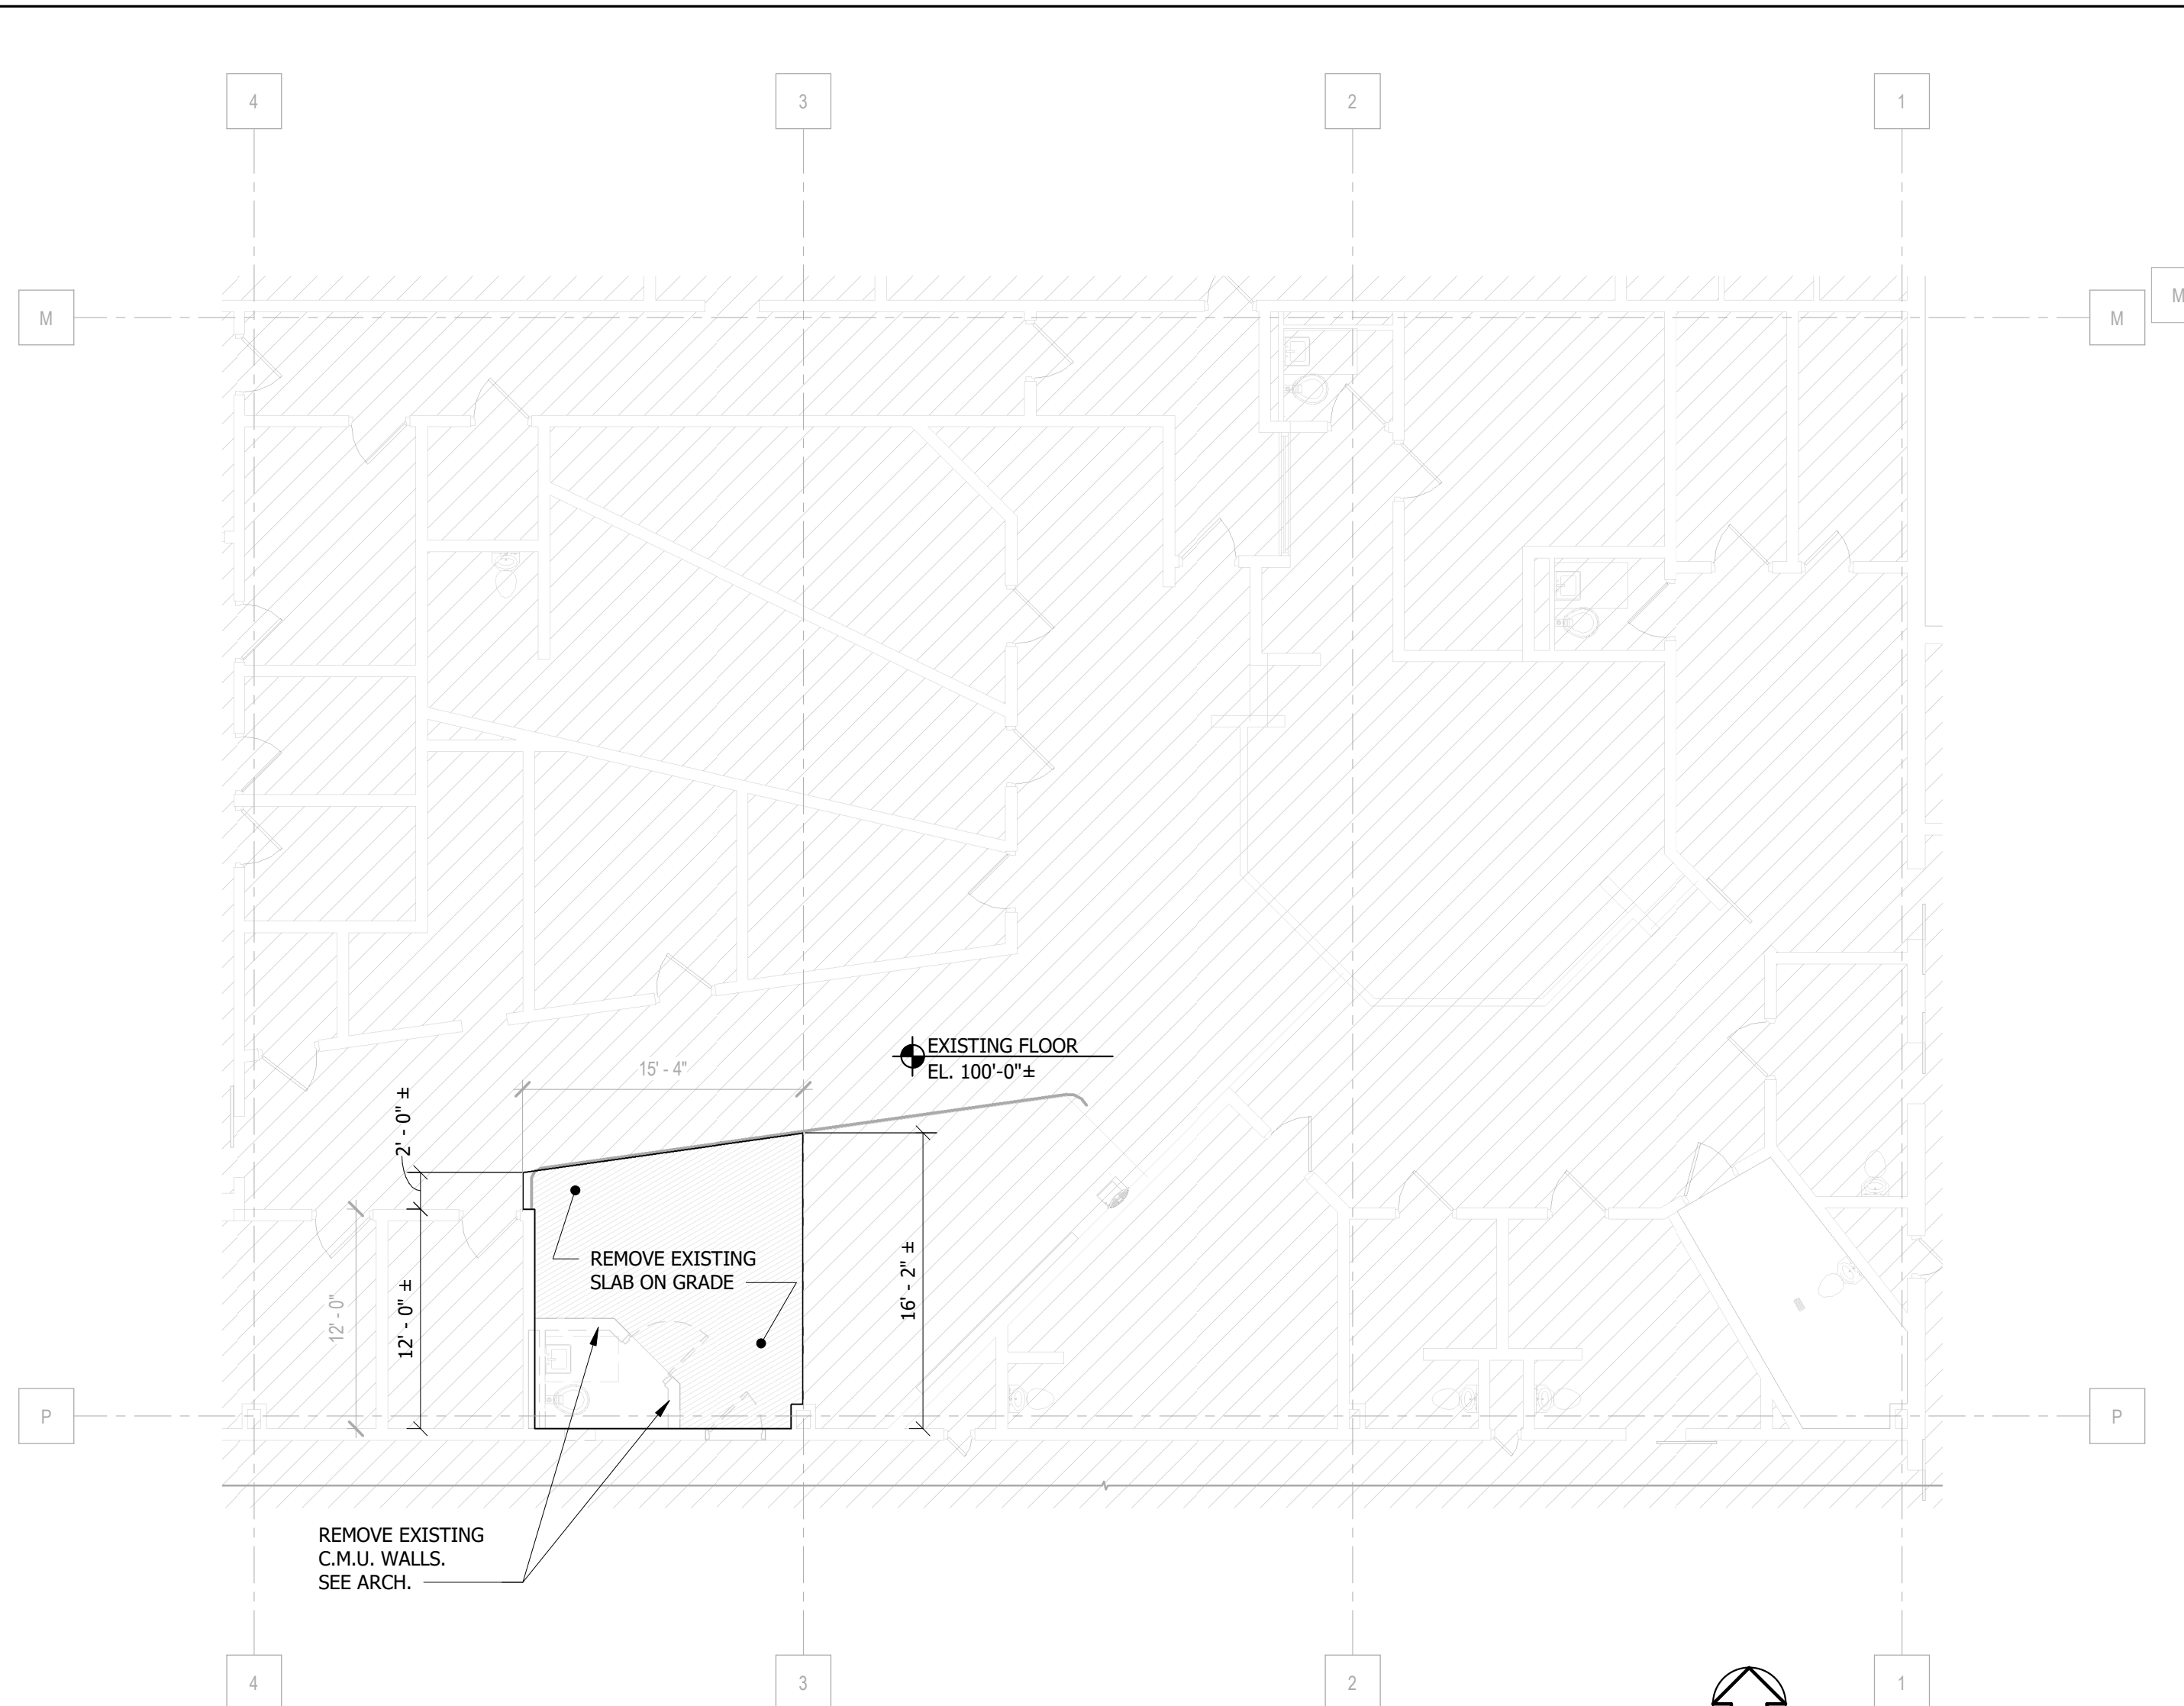 4
3
2
1
M
M
M
EXISTING FLOOR
EL. 100'-0"±
15' - 4"
2' - 0" ±
12' - 0"
12' - 0" ±
16' - 2" ±
REMOVE EXISTING
SLAB ON GRADE
P
P
REMOVE EXISTING
C.M.U. WALLS.
SEE ARCH.
4
3
2
1